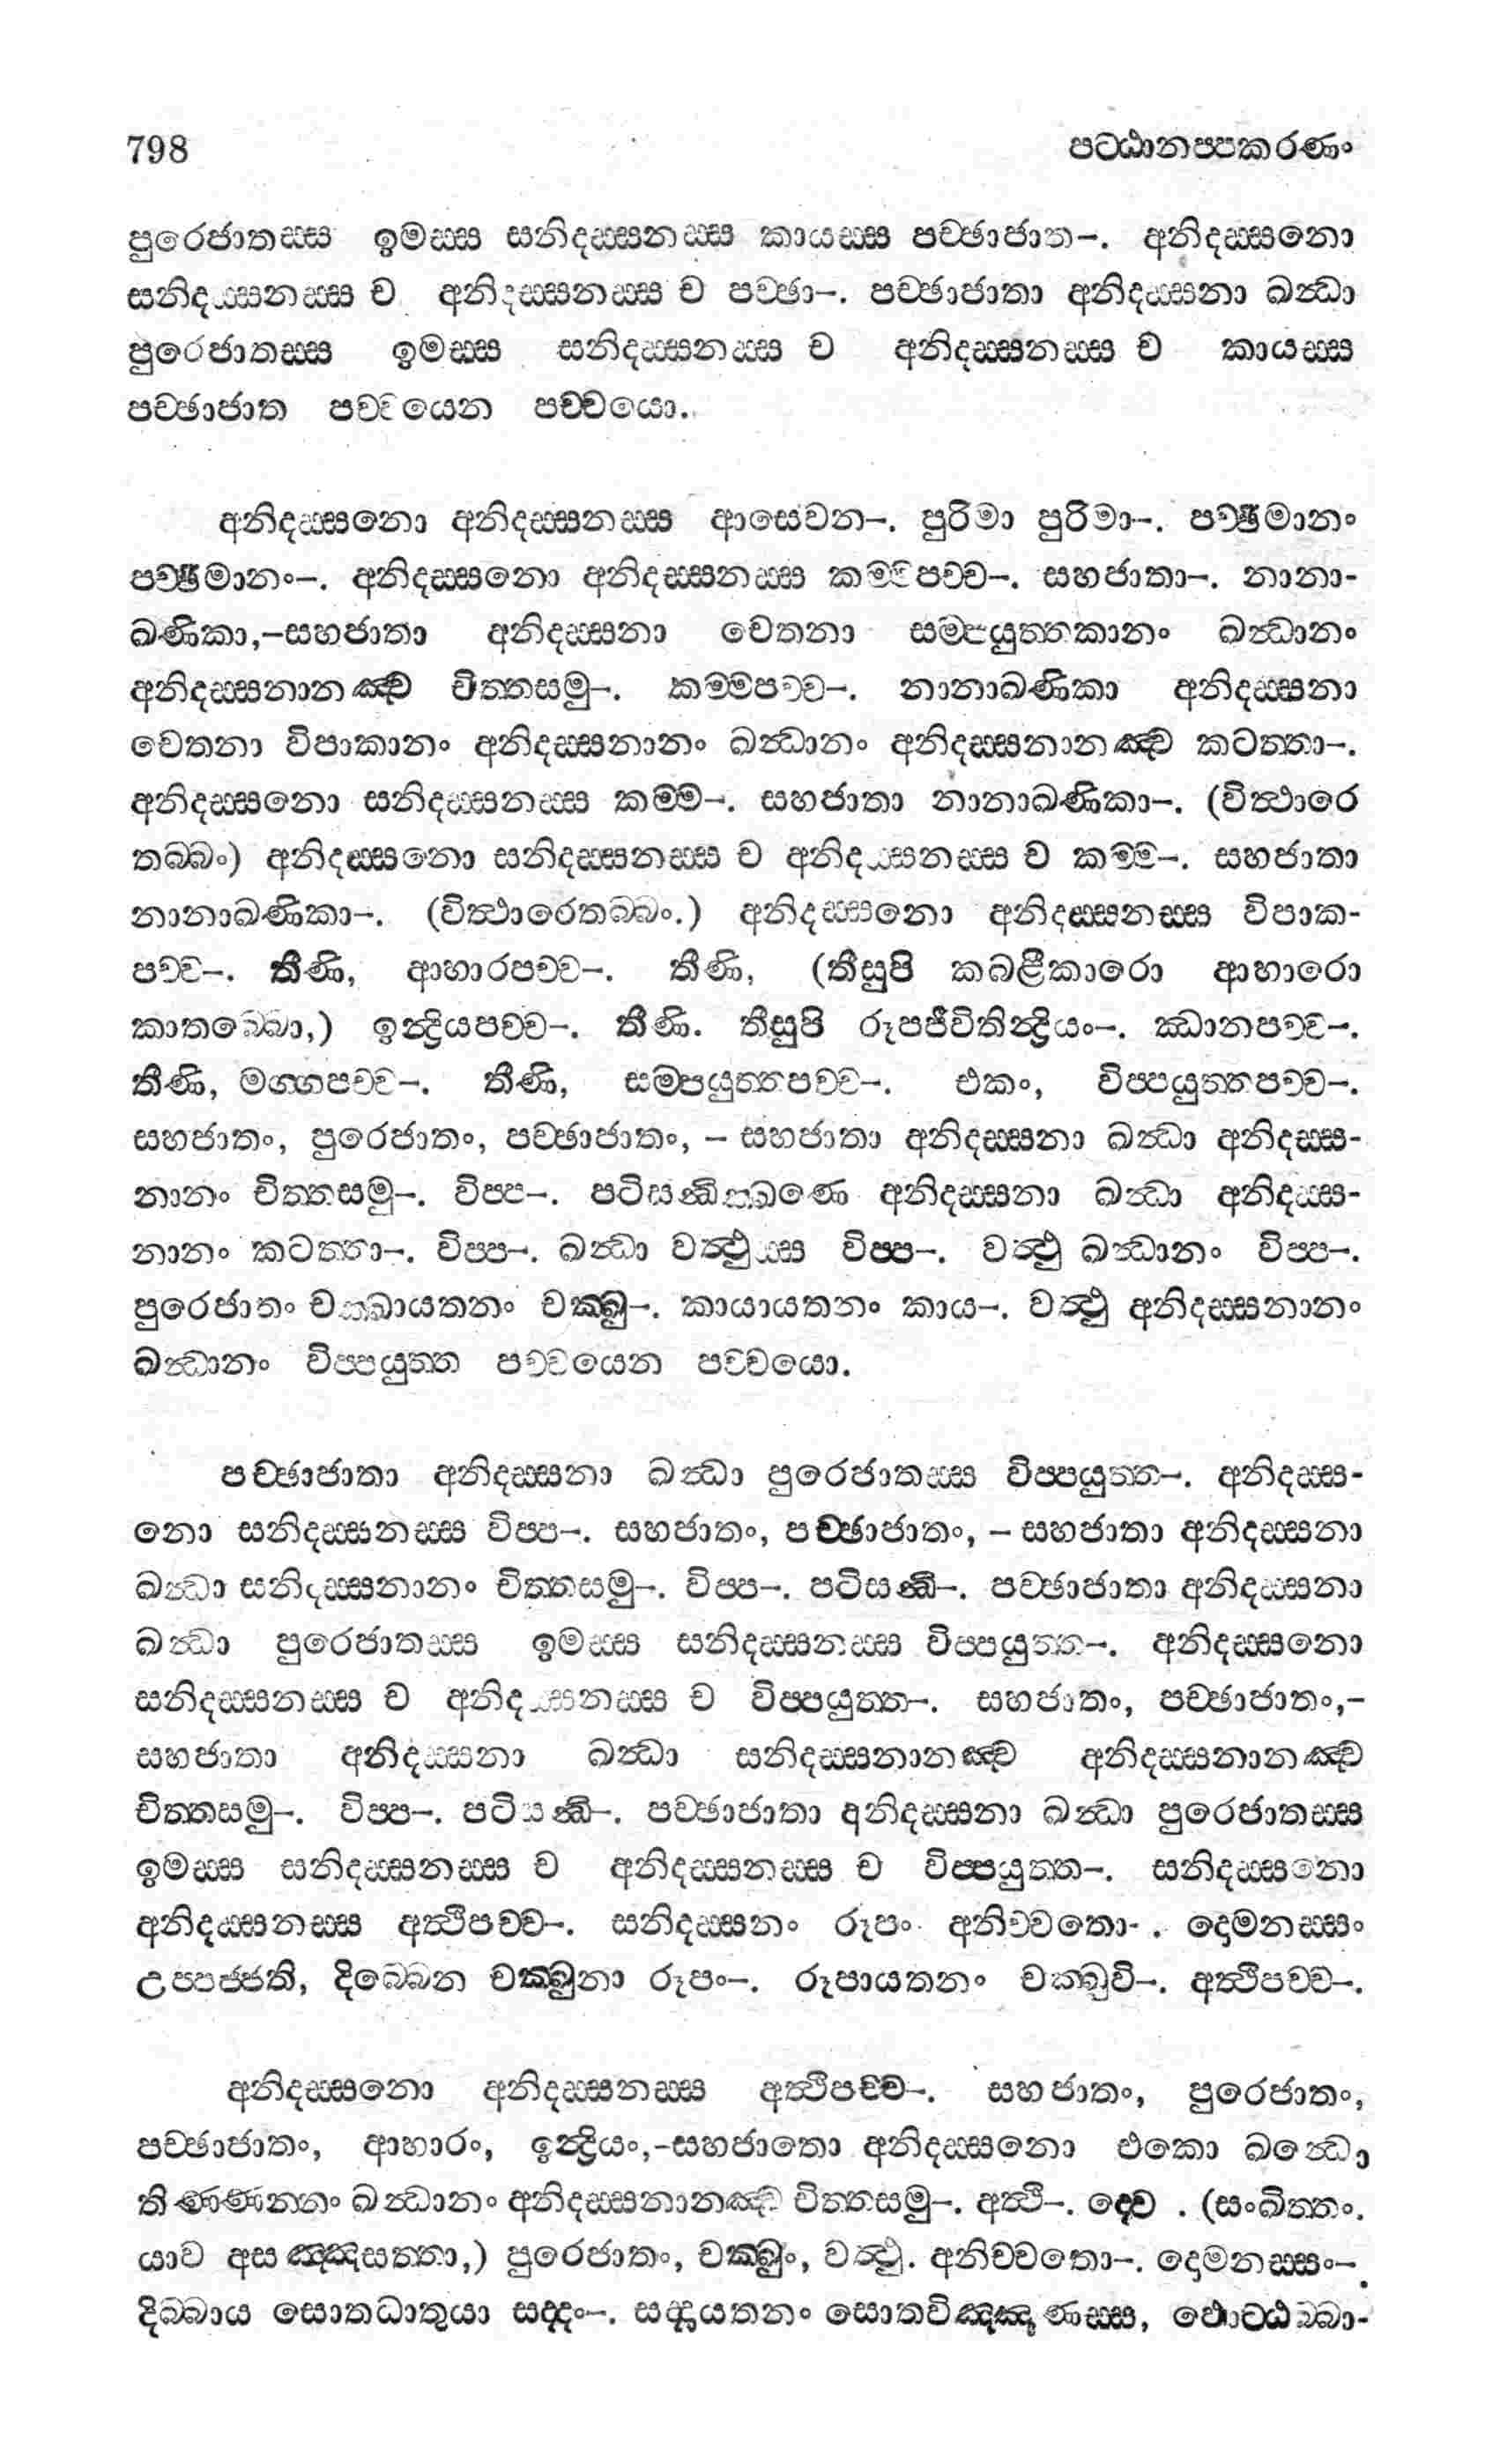 798 පට්ඨානප්පකරණං
පුරෙජාතස්ස ඉමස්ස සනිදස්සනස්ස කායස්ස පච්ඡාජාත–. අනිදස්සනො
සනිදස්සනස්ස ච අනිදස්සනස්ස ච පච්ඡා–. පච්ඡාජාතා අනිදස්සනා ඛන්ධා
පුරෙජාතස්ස ඉමස්ස සනිදස්සනස්ස ච අනිදස්සනස්ස ච කායස්ස
පච්ඡාජාත පච්චයෙන පච්චයො.
අනිදස්සනො අනිදස්සනස්ස ආසෙවන–. පුරිමා පුරිමා–. පවුෂමානං
පවුෂමානං–. අනිදස්සනො අනිදස්සනස්ස කම්මපච්ච–. සහජාතා–. නානා-
ඛණිකා,–සහජාතා අනිදස්සනා චෙතනා සම්පයුත්තකානං ඛන්ධානං
අනිදස්සනානඤ්ච චිත්තසමු–. කම්මපච්ච–. නානාඛණිකා අනිදස්සනා
චෙතනා විපාකානං අනිදස්සනානං ඛන්ධානං අනිදස්සනානඤ්ච කටත්තා–.
අනිදස්සනො සනිදස්සනස්ස කම්ම–. සහජාතා නානාඛණිකා–. (විත්ථාරෙ
තබ්බං) අනිදස්සනො සනිදස්සනස්ස ච අනිදස්සනස්ස ච කම්ම–. සහජාතා
නානාඛණිකා–. (විත්ථාරෙතබ්බං.) අනිදස්සනො අනිදස්සනස්ස විපාක-
පච්ච–. තීණි, ආහාරපච්ච–. තීණි, (තීසුපි කබළීකාරො ආහාරො
කාතබ්බො,) ඉන්ද්‍රියපච්ච–. තීණි. තීසුපි රූපජීවිතින්ද්‍රියං–. ඣානපච්ච–.
තීණි, මග්ගපච්ච–. තීණි, සම්පයුත්තපච්ච–. එකං, විප්පයුත්තපච්ච–.
සහජාතං, පුරෙජාතං, පච්ඡාජාතං, – සහජාතා අනිදස්සනා ඛන්ධා අනිදස්ස-
නානං චිත්තසමු–. විප්ප–. පටිසන්ධික්ඛණෙ අනිදස්සනා ඛන්ධා අනිදස්ස-
නානං කටත්තා–. විප්ප–. ඛන්ධා වත්ථුස්ස විප්ප–. වත්ථු ඛන්ධානං විප්ප–.
පුරෙජාතං චක්ඛායතනං චක්ඛු–. කායායතනං කාය–. වත්ථු අනිදස්සනානං
ඛන්ධානං විප්පයුත්ත පච්චයෙන පච්චයො.
පච්ඡාජාතා අනිදස්සනා ඛන්ධා පුරෙජාතස්ස විප්පයුත්ත–. අනිදස්ස-
නො සනිදස්සනස්ස විප්ප–. සහජාතං, පච්ඡාජාතං, – සහජාතා අනිදස්සනා
ඛන්ධා සනිදස්සනානං චිත්තසමු–. විප්ප–. පටිසන්ධි–. පච්ඡාජාතා අනිදස්සනා
ඛන්ධා පුරෙජාතස්ස ඉමස්ස සනිදස්සනස්ස විප්පයුත්ත–. අනිදස්සනො
සනිදස්සනස්ස ච අනිදස්සනස්ස ච විප්පයුත්ත–. සහජාතං, පච්ඡාජාතං,–
සහජාතා අනිදස්සනා ඛන්ධා සනිදස්සනානඤ්ච අනිදස්සනානඤ්ච
චිත්තසමු–. විප්ප–. පටිසන්ධි–. පච්ඡාජාතා අනිදස්සනා ඛන්ධා පුරෙජාතස්ස
ඉමස්ස සනිදස්සනස්ස ච අනිදස්සනස්ස ච විප්පයුත්ත–. සනිදස්සනො
අනිදස්සනස්ස අත්ථිපච්ච–. සනිදස්සනං රූපං අනිච්චතො-. දොමනස්සං
උප්පජ්ජති, දිබ්බෙන චක්ඛුනා රූපං–. රූපායතනං චක්ඛුවි–. අත්ථිපච්ච–.
අනිදස්සනො අනිදස්සනස්ස අත්ථිපච්ච–. සහජාතං, පුරෙජාතං,
පච්ඡාජාතං, ආහාරං, ඉන්ද්‍රියං,–සහජාතො අනිදස්සනො එකො ඛන්ධො
තිණ්ණන්නං ඛන්ධානං අනිදස්සනානඤ්ච චිත්තසමු–. අත්ථි–. ද්වෙ . (සංඛිත්තං.
යාව අසඤ්ඤසත්තා,) පුරෙජාතං, චක්ඛුං, වත්ථු. අනිච්චතො–. දොමනස්සං–.
දිබ්බාය සොතධාතුයා සද්දං–. සද්දායතනං සොතවිඤ්ඤාණස්ස, ඵොට්ඨබ්බා-